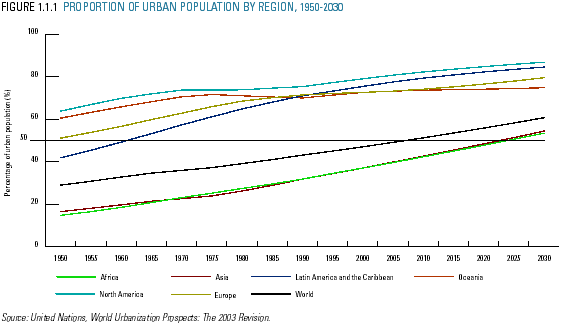 FIGURE 1.1.1 PROPORTION OF URBAN POPULATION BY REGION, 1950-2030
Percentage of urban population (%)
100
80
60
50
40
20
0
1950 1955 1960 1965 1970 1975 1980 1985 1990 1995 2000 2005 2010 2015 2020 2025 2030
Africa Asia Latin America and the Caribbean Oceania
North America Europe World
Source: United Nations, World Urbanization Prospects: The 2003 Revision.